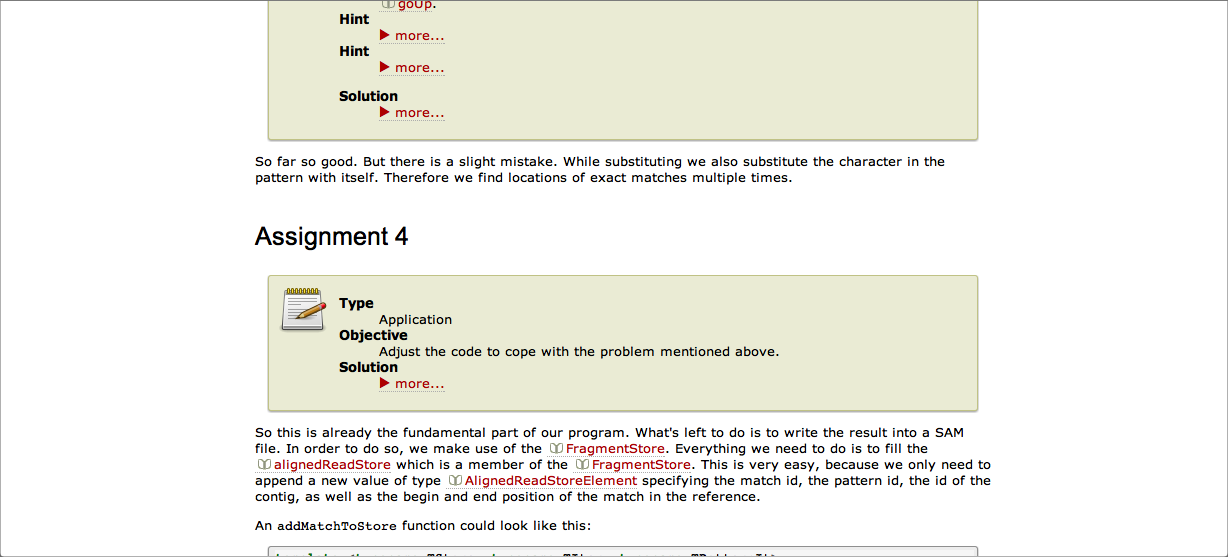 goUp.
Hint
more...
Hint
more...
Solution
more...
So far so good. But there is a slight mistake. While substituting we also substitute the character in the
pattern with itself. Therefore we find locations of exact matches multiple times.
Assignment 4
Type
Application
Objective
Adjust the code to cope with the problem mentioned above.
Solution
more...
So this is already the fundamental part of our program. What's left to do is to write the result into a SAM
file. In order to do so, we make use of the FragmentStore. Everything we need to do is to fill the
alignedReadStore which is a member of the FragmentStore. This is very easy, because we only need to
append a new value of type AlignedReadStoreElement specifying the match id, the pattern id, the id of the
contig, as well as the begin and end position of the match in the reference.
An addMatchToStore function could look like this: